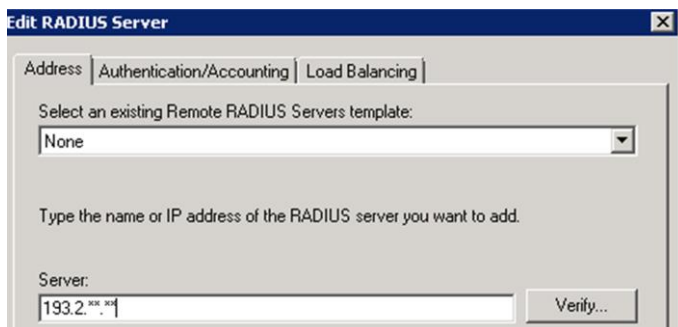 Edit RADIUS Server
Address Authentication/Accounting Load Balancing
Select an existing Remote RADIUS Servers template:
None
Type the name or IP address of the RADIUS server you want to add.
Server:
193.2.**.** Verify...